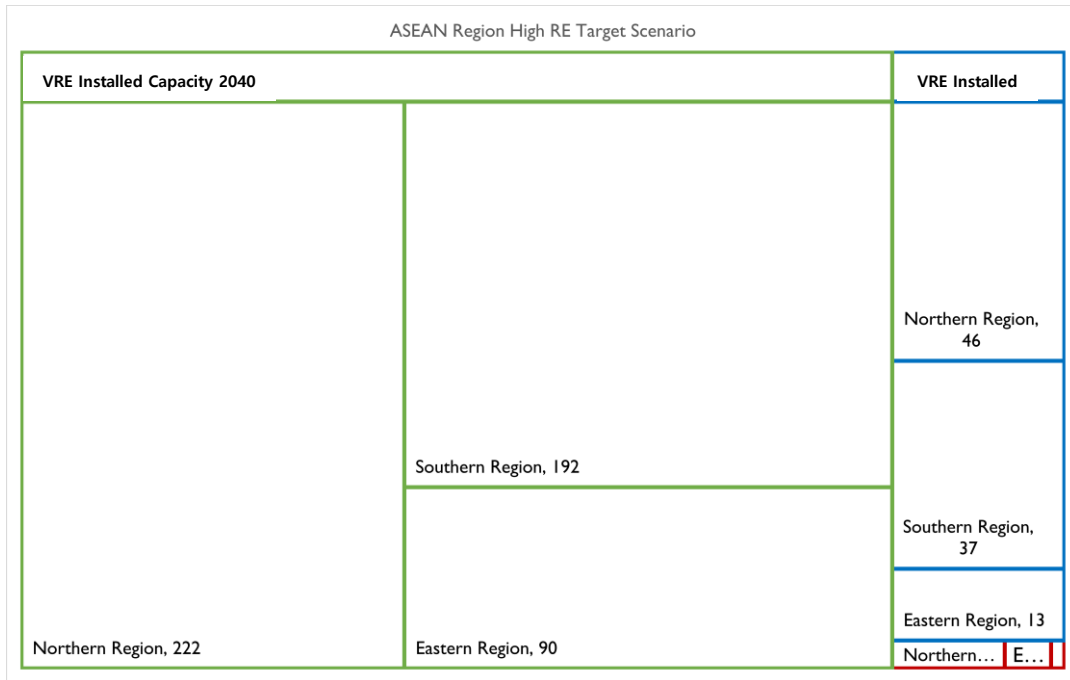 ASEAN Region High RE Target Scenario
VRE Installed Capacity 2040
VRE Installed
Northern Region,
46
Southern Region, 192
Southern Region,
37
Eastern Region, 13
Northern Region, 222
Eastern Region, 90
Northern...
E...